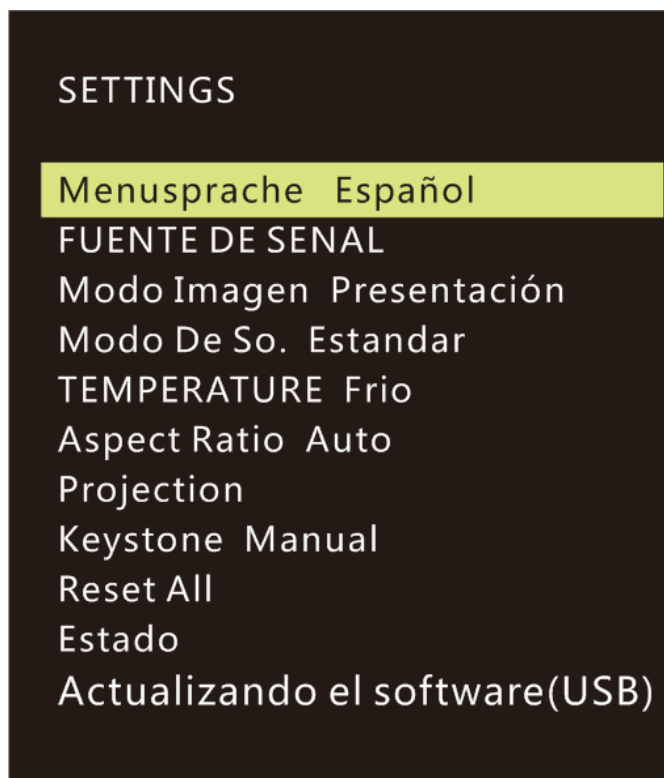 SETTINGS
Menusprache Español
FUENTE DE SENAL
Modo Imagen Presentación
Modo De So. Estandar
TEMPERATURE Frio
Aspect Ratio Auto
Projection
Keystone Manual
Reset All
Estado
Actualizando el software(USB)